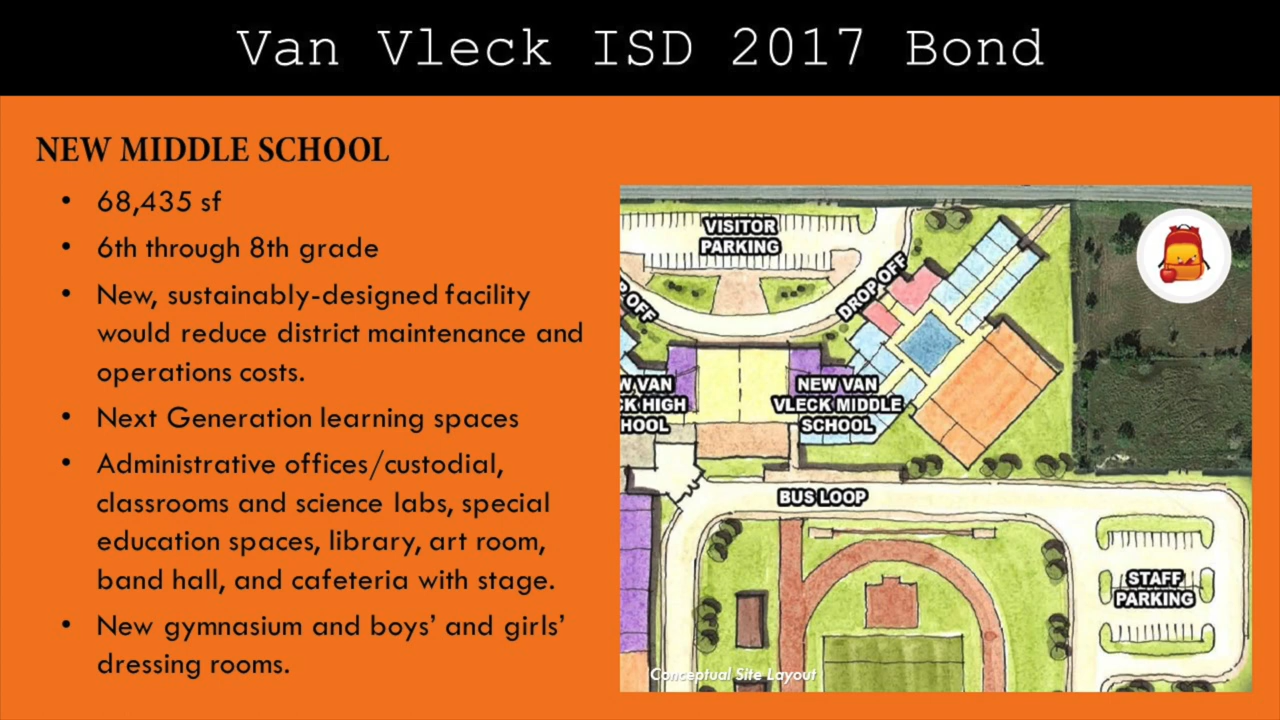 Van Vleck ISD 2017 Bond
NEW MIDDLE SCHOOL
• 68,435 sf
• 6th through 8th grade
• New, sustainably-designed facility
would reduce district maintenance and
operations costs.
• Next Generation learning spaces
• Administrative offices/custodial,
classrooms and science labs, special
education spaces, library, art room,
band hall, and cafeteria with stage.
• New gymnasium and boys’ and girls’
dressing rooms.
VISITOR
PARKING
OFF
DROP OFF
VAN
HIGH
NEW VAN
VLECK MIDDLE
SCHOOL
BUS LOOP
STAFF
PARKING
Conceptual Site Layout